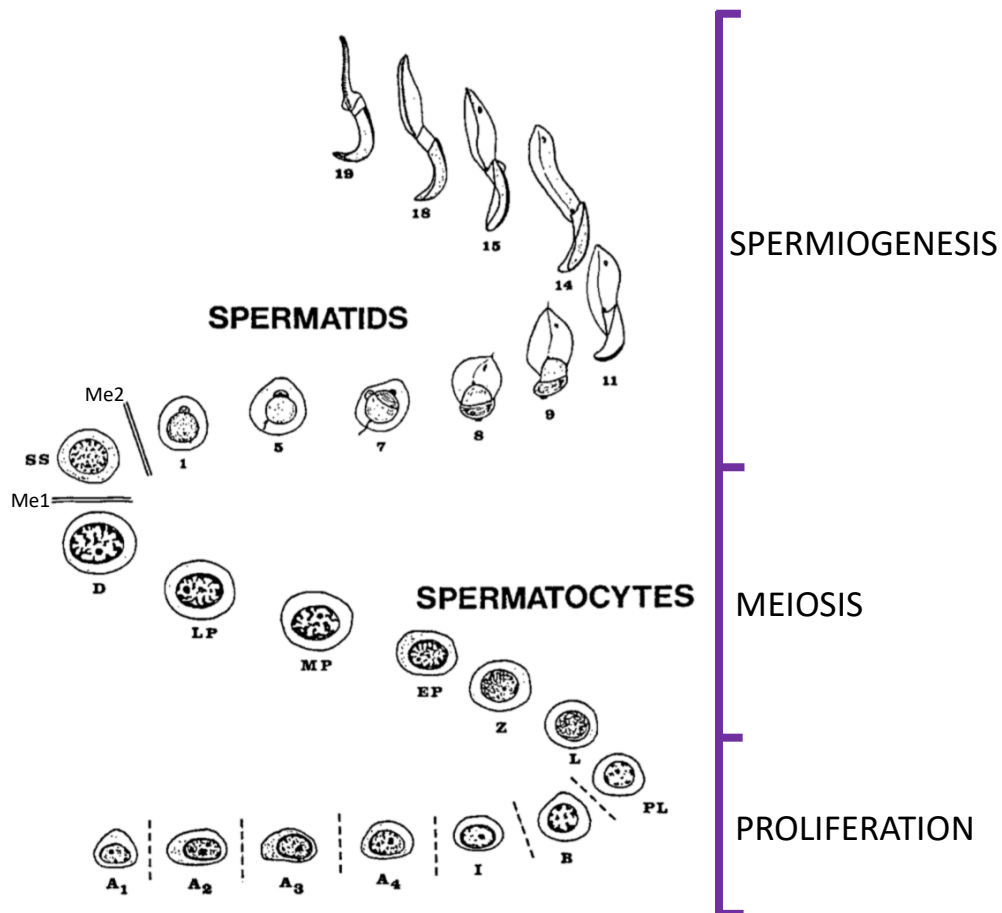 19
18
15
14
11
SPERMIOGENESIS
SPERMATIDS
Me2
1
5
7
8
9
SS
Me1
D
LP
MP
SPERMATOCYTES
MEIOSIS
EP
Z
L
PL
B
I
A4
A3
A2
A1
PROLIFERATION